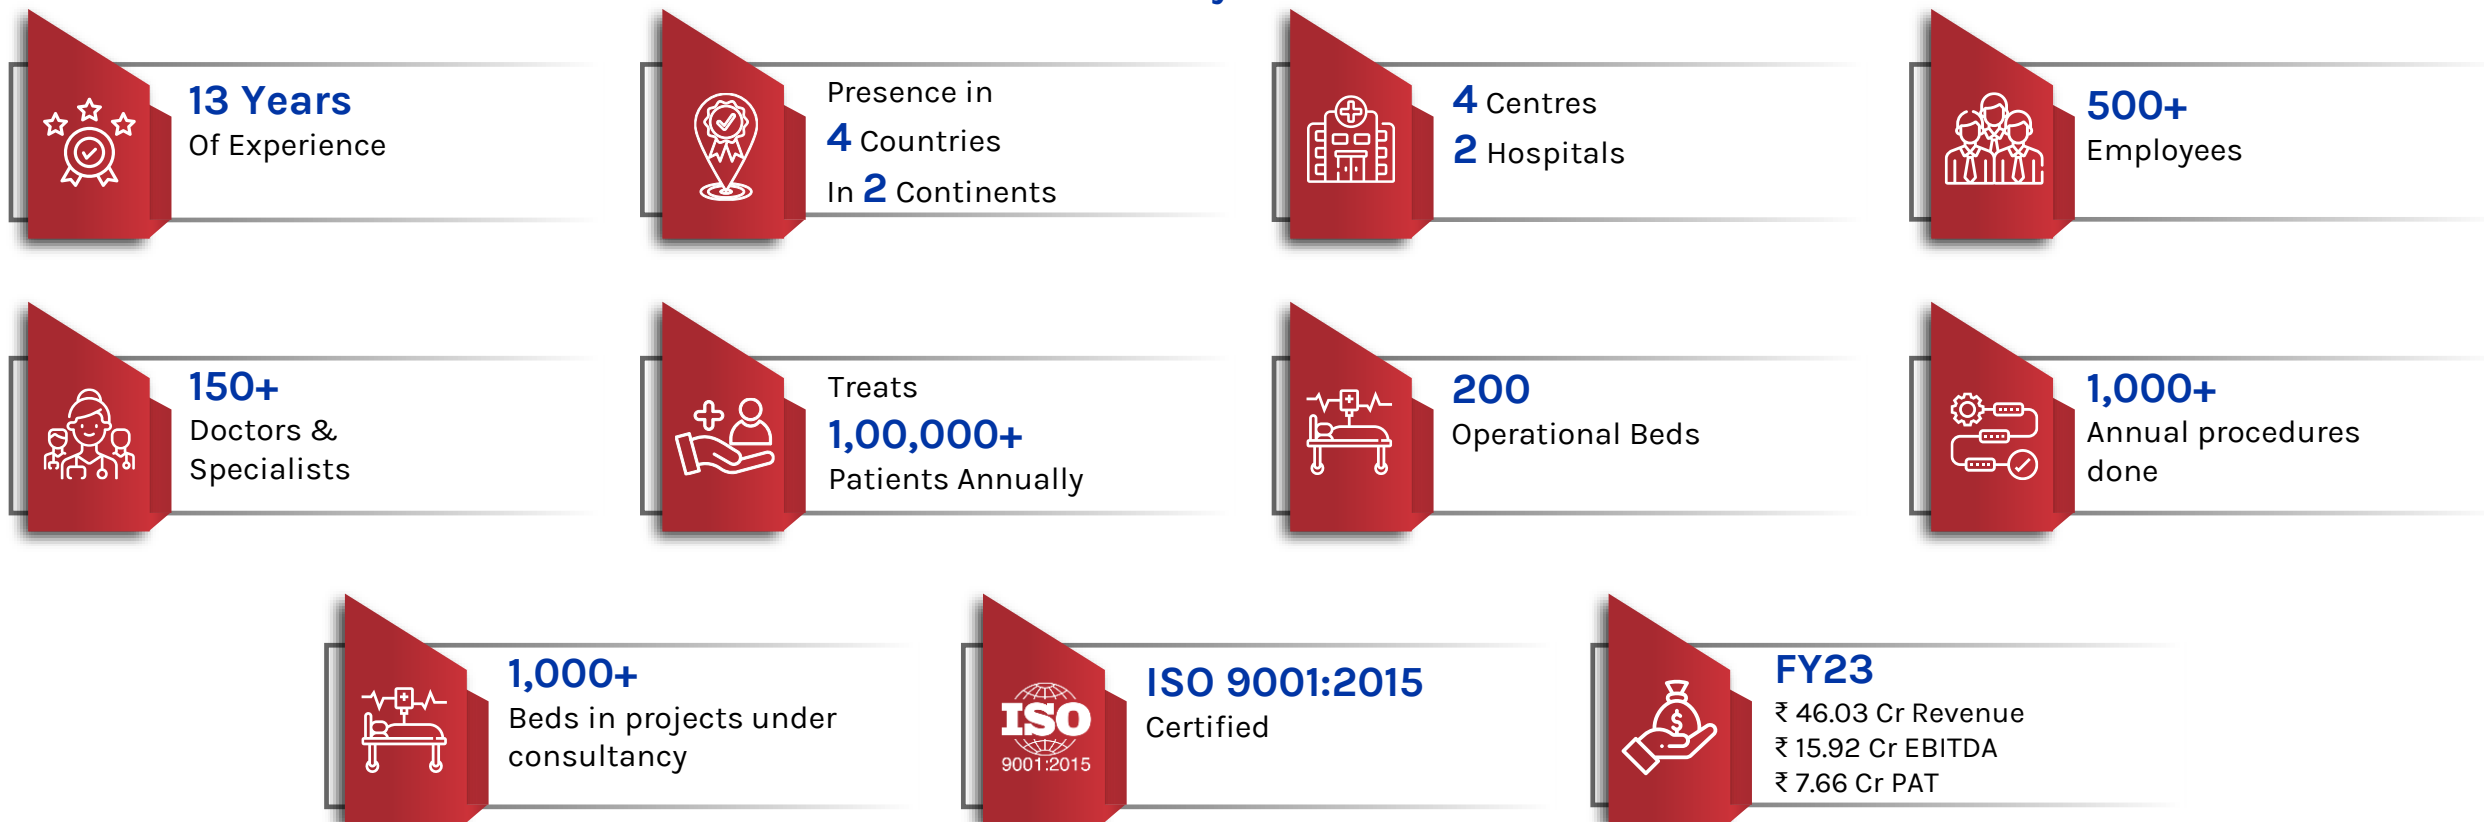 13 Years
Of Experience
Presence in
4 Countries
In 2 Continents
4 Centres
2 Hospitals
500+
Employees
150+
Doctors &
Specialists
Treats
1,00,000+
Patients Annually
200
Operational Beds
1,000+
Annual procedures
done
1,000+
Beds in projects under
consultancy
ISO
9001:2015
ISO 9001:2015
Certified
FY23
₹ 46.03 Cr Revenue
₹ 15.92 Cr EBITDA
₹ 7.66 Cr PAT